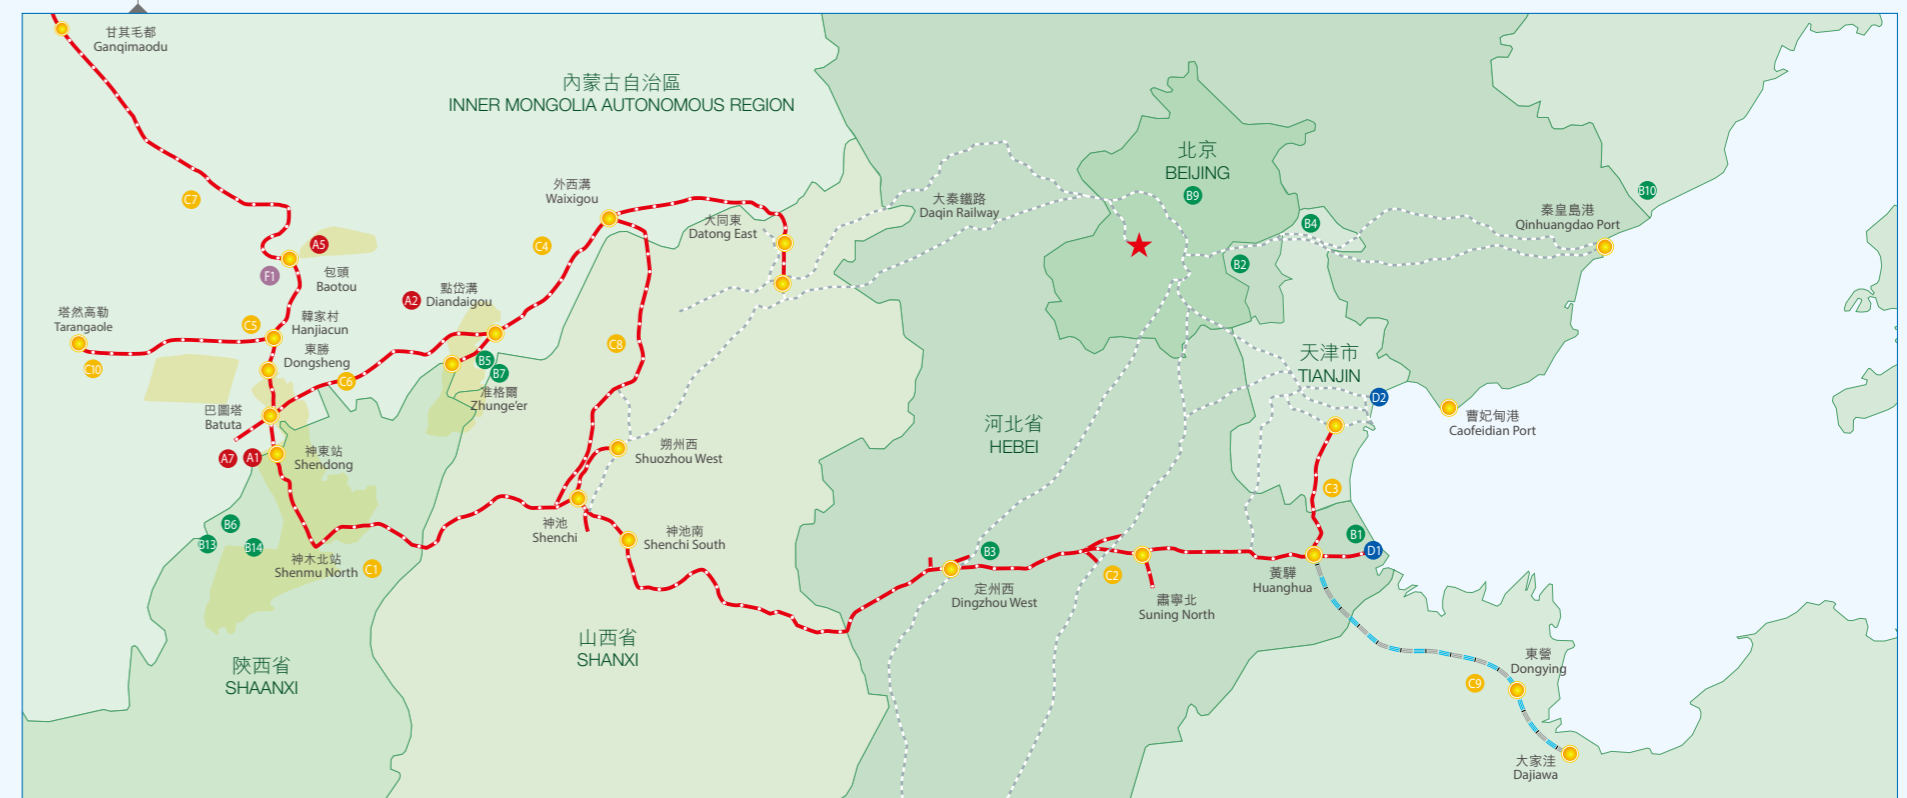 甘其毛都
Ganqimaodu
內蒙古自治區
INNER MONGOLIA AUTONOMOUS REGION
北京
BEIJING
B9
B10
C7
外西溝
Waixigou
大秦鐵路
Daqin Railway
大同東
Datong East
秦皇島港
Qinhuangdao Port
B4
A5
C4
F1
包頭
Baotou
B2
點岱溝
Diandaigou
A2
塔然高勒
Tarangaole
韓家村
Hanjiacun
C5
東勝
Dongsheng
C8
C10
C6
B5
B7
准格爾
Zhunge'er
天津市
TIANJIN
D2
巴圖塔
Batuta
河北省
HEBEI
曹妃甸港
Caofeidian Port
A7
A1
神東站
Shendong
朔州西
Shuozhou West
C3
B6
B13
B14
神池
Shenchi
神池南
Shenchi South
B1
D1
神木北站
Shenmu North
C1
B3
C2
定州西
Dingzhou West
肅寧北
Suning North
黃驊
Huanghua
陝西省
SHAANXI
山西省
SHANXI
東營
Dongying
C9
大家洼
Dajiawa